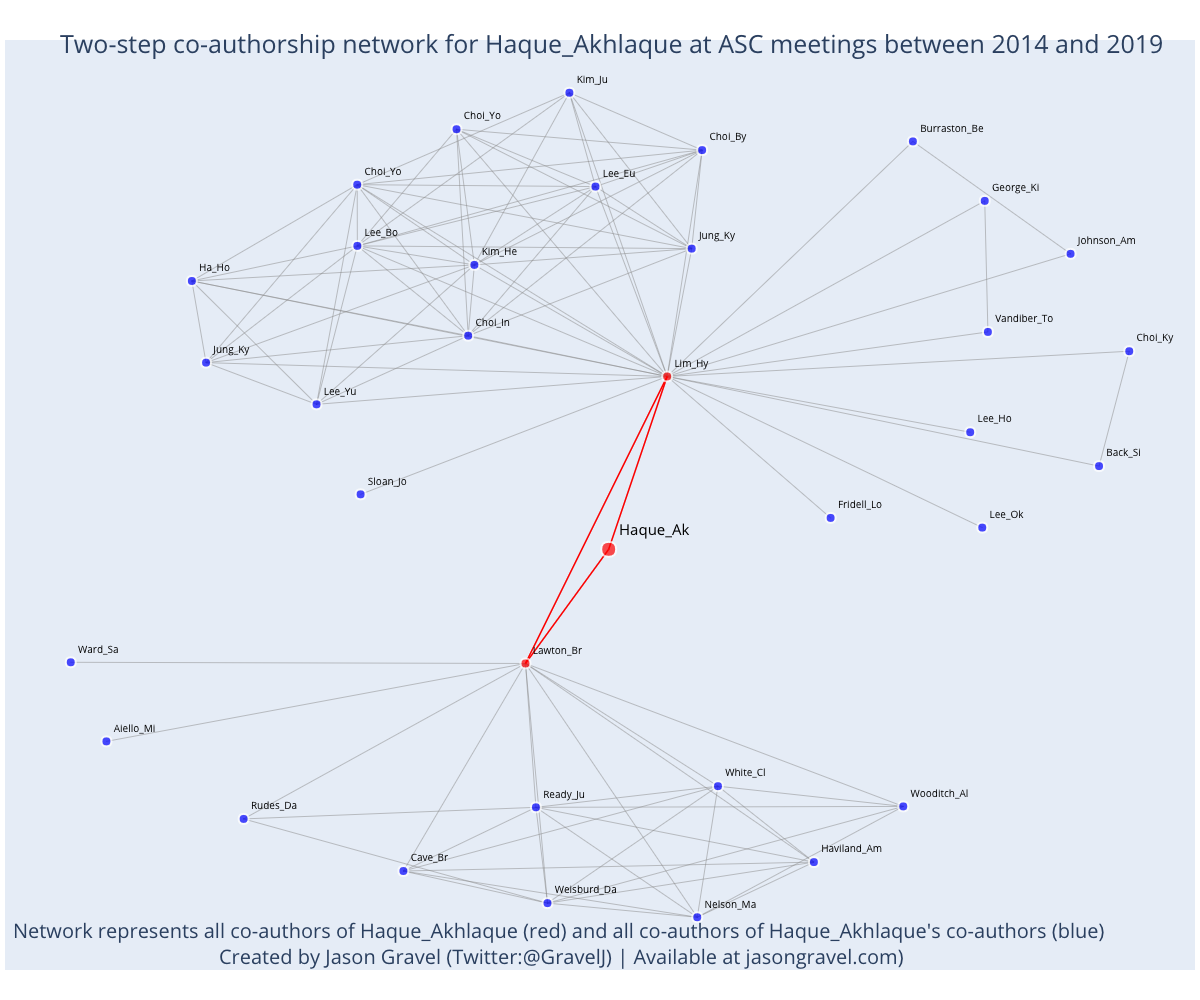 Two-step co-authorship network for Haque_Akhlaque at ASC meetings between 2014 and 2019
Kim_Ju
Choi_Yo
Choi_By
Burraston_Be
Choi_Yo
Lee_Eu
George_Ki
Lee_Bo
Jung_Ky
Johnson_Am
Kim_He
Ha_Ho
Choi_In
Vandiber_To
Choi_Ky
Jung_Ky
Lim_Hy
Lee_Yu
Lee_Ho
Back_Si
Sloan_Jo
Fridell_Lo
Lee_Ok
Haque_Ak
Ward_Sa
Lawton_Br
Aiello_Mi
White_Cl
Ready_Ju
Wooditch_Al
Rudes_Da
Haviland_Am
Cave_Br
Weisburd_Da
Nelson_Ma
Network represents all co-authors of Haque_Akhlaque (red) and all co-authors of Haque_Akhlaque's co-authors (blue)
Created by Jason Gravel (Twitter:@GravelJ) | Available at jasongravel.com)